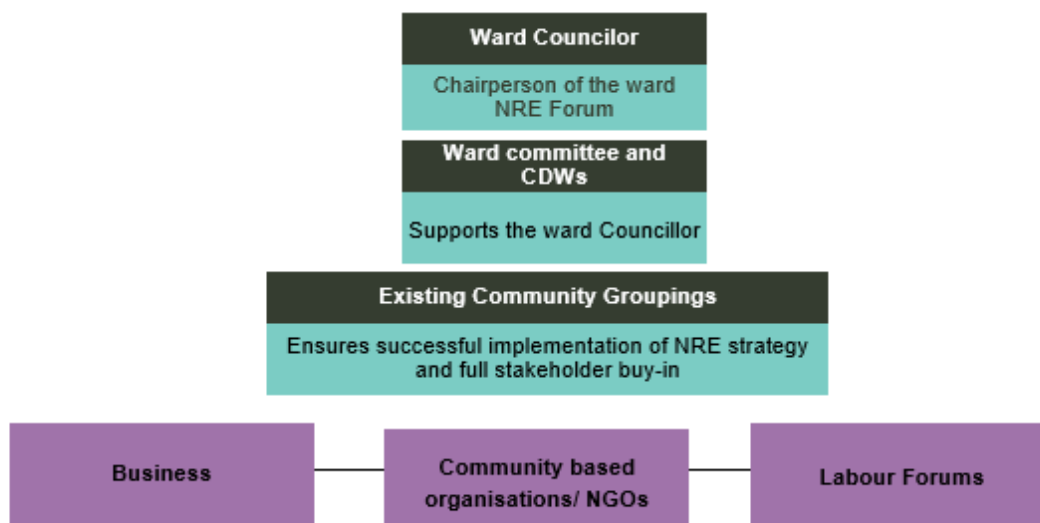 Ward Councilor
Chairperson of the ward
NRE Forum
Ward committee and
CDWs
Supports the ward Councillor
Existing Community Groupings
Ensures successful implementation of NRE strategy
and full stakeholder buy-in
Business
Community based
organisations/ NGOs
Labour Forums